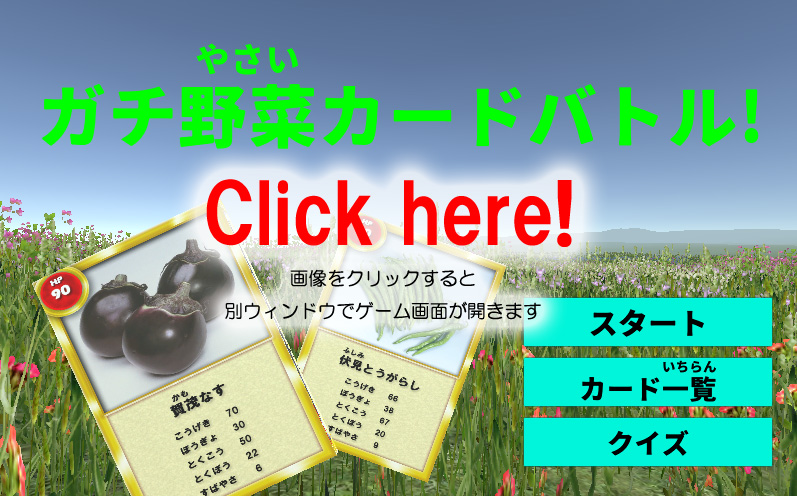 やさい
ガチ野菜カードバトル!
Click here!
画像をクリックすると
別ウィンドウでゲーム画面が開きます
HP
90
かも
賀茂なす
こうげき 70
ぼうぎょ 30
とくこう 50
とくぼう 22
すばやさ 6
HP
ふしみ
伏見とうがらし
こうげき 66
ぼうぎょ 38
とくこう 67
とくぼう 20
すばやさ 9
スタート
いちらん
カード一覧
クイズ